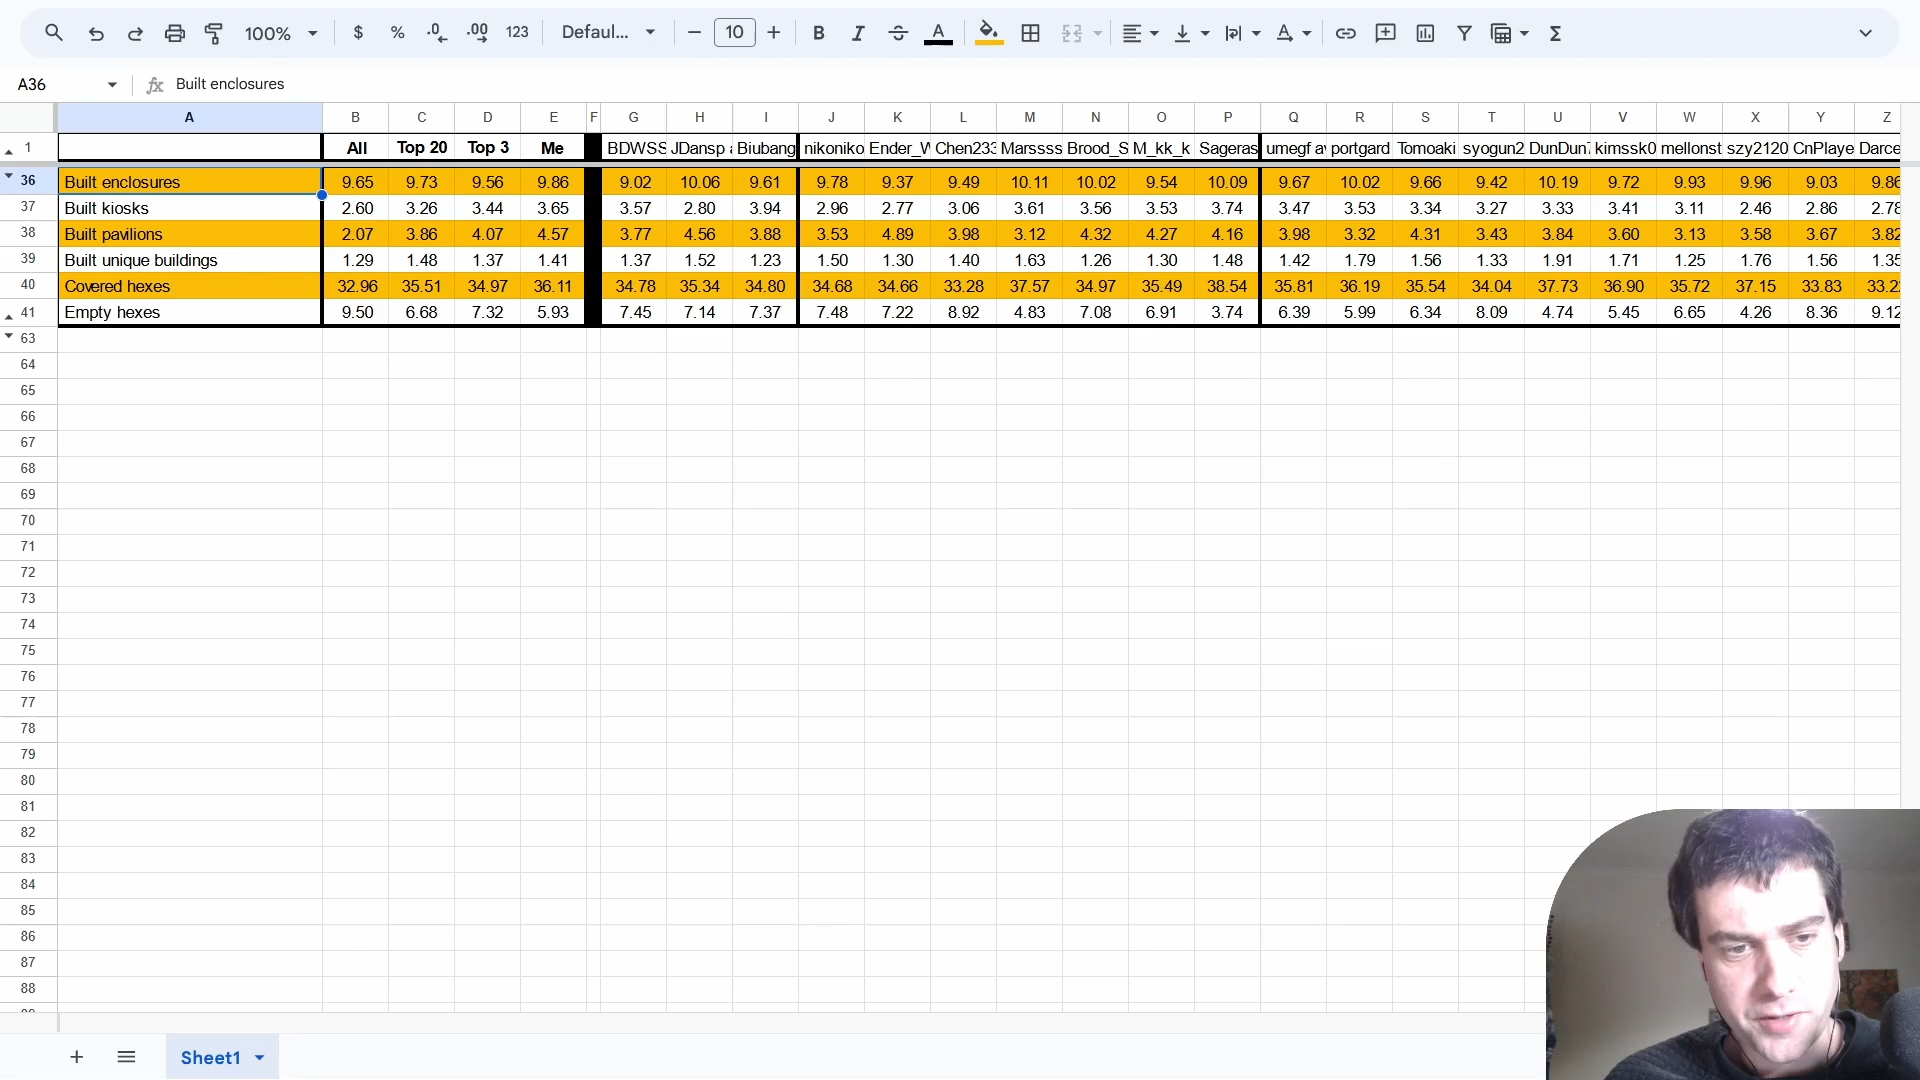 100% $ % .0 .00 123 Defaul... 10 B I A
A36 Built enclosures
A B C D E F G H I J K L M N O P Q R S T U V W X Y Z
1 All Top 20 Top 3 Me BDWSS JDansp Biubang nikoniko Ender_W Chen233 Marssss Brood_S M_kk_k Sageras umegf av portgard Tomoaki syogun2 DunDun7 kimssk0 mellonst szy2120 CnPlaye Darce
36 Built enclosures 9.65 9.73 9.56 9.86 9.02 10.06 9.61 9.78 9.37 9.49 10.11 10.02 9.54 10.09 9.67 10.02 9.66 9.42 10.19 9.72 9.93 9.96 9.03 9.86
37 Built kiosks 2.60 3.26 3.44 3.65 3.57 2.80 3.94 2.96 2.77 3.06 3.61 3.56 3.53 3.74 3.47 3.53 3.34 3.27 3.33 3.41 3.11 2.46 2.86 2.78
38 Built pavilions 2.07 3.86 4.07 4.57 3.77 4.56 3.88 3.53 4.89 3.98 3.12 4.32 4.27 4.16 3.98 3.32 4.31 3.43 3.84 3.60 3.13 3.58 3.67 3.82
39 Built unique buildings 1.29 1.48 1.37 1.41 1.37 1.52 1.23 1.50 1.30 1.40 1.63 1.26 1.30 1.48 1.42 1.79 1.56 1.33 1.91 1.71 1.25 1.76 1.56 1.35
40 Covered hexes 32.96 35.51 34.97 36.11 34.78 35.34 34.80 34.68 34.66 33.28 37.57 34.97 35.49 38.54 35.81 36.19 35.54 34.04 37.73 36.90 35.72 37.15 33.83 33.2
41 Empty hexes 9.50 6.68 7.32 5.93 7.45 7.14 7.37 7.48 7.22 8.92 4.83 7.08 6.91 3.74 6.39 5.99 6.34 8.09 4.74 5.45 6.65 4.26 8.36 9.12
63
64
65
66
67
68
69
70
71
72
73
74
75
76
77
78
79
80
81
82
83
84
85
86
87
88
Sheet1